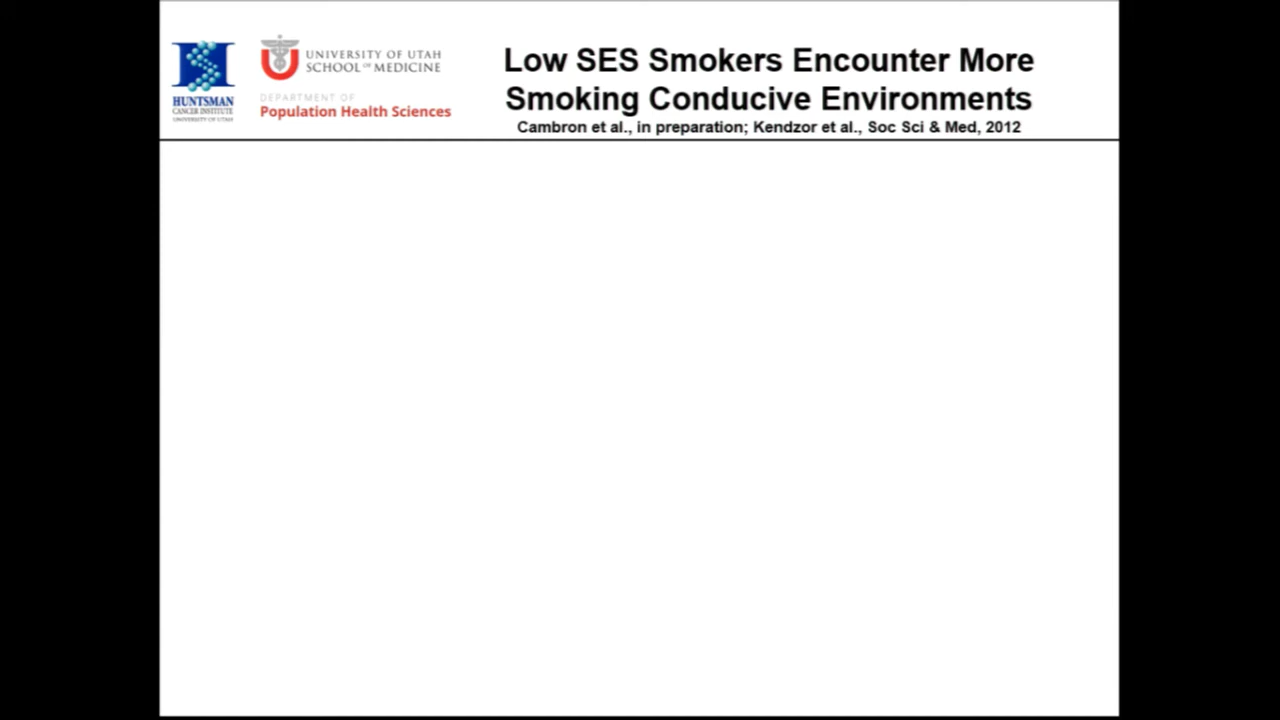 HUNTSMAN
CANCER INSTITUTE
UNIVERSITY OF UTAH
UNIVERSITY OF UTAH
SCHOOL OF MEDICINE
DEPARTMENT OF
Population Health Sciences
Low SES Smokers Encounter More
Smoking Conducive Environments
Cambron et al., in preparation; Kendzor et al., Soc Sci & Med, 2012